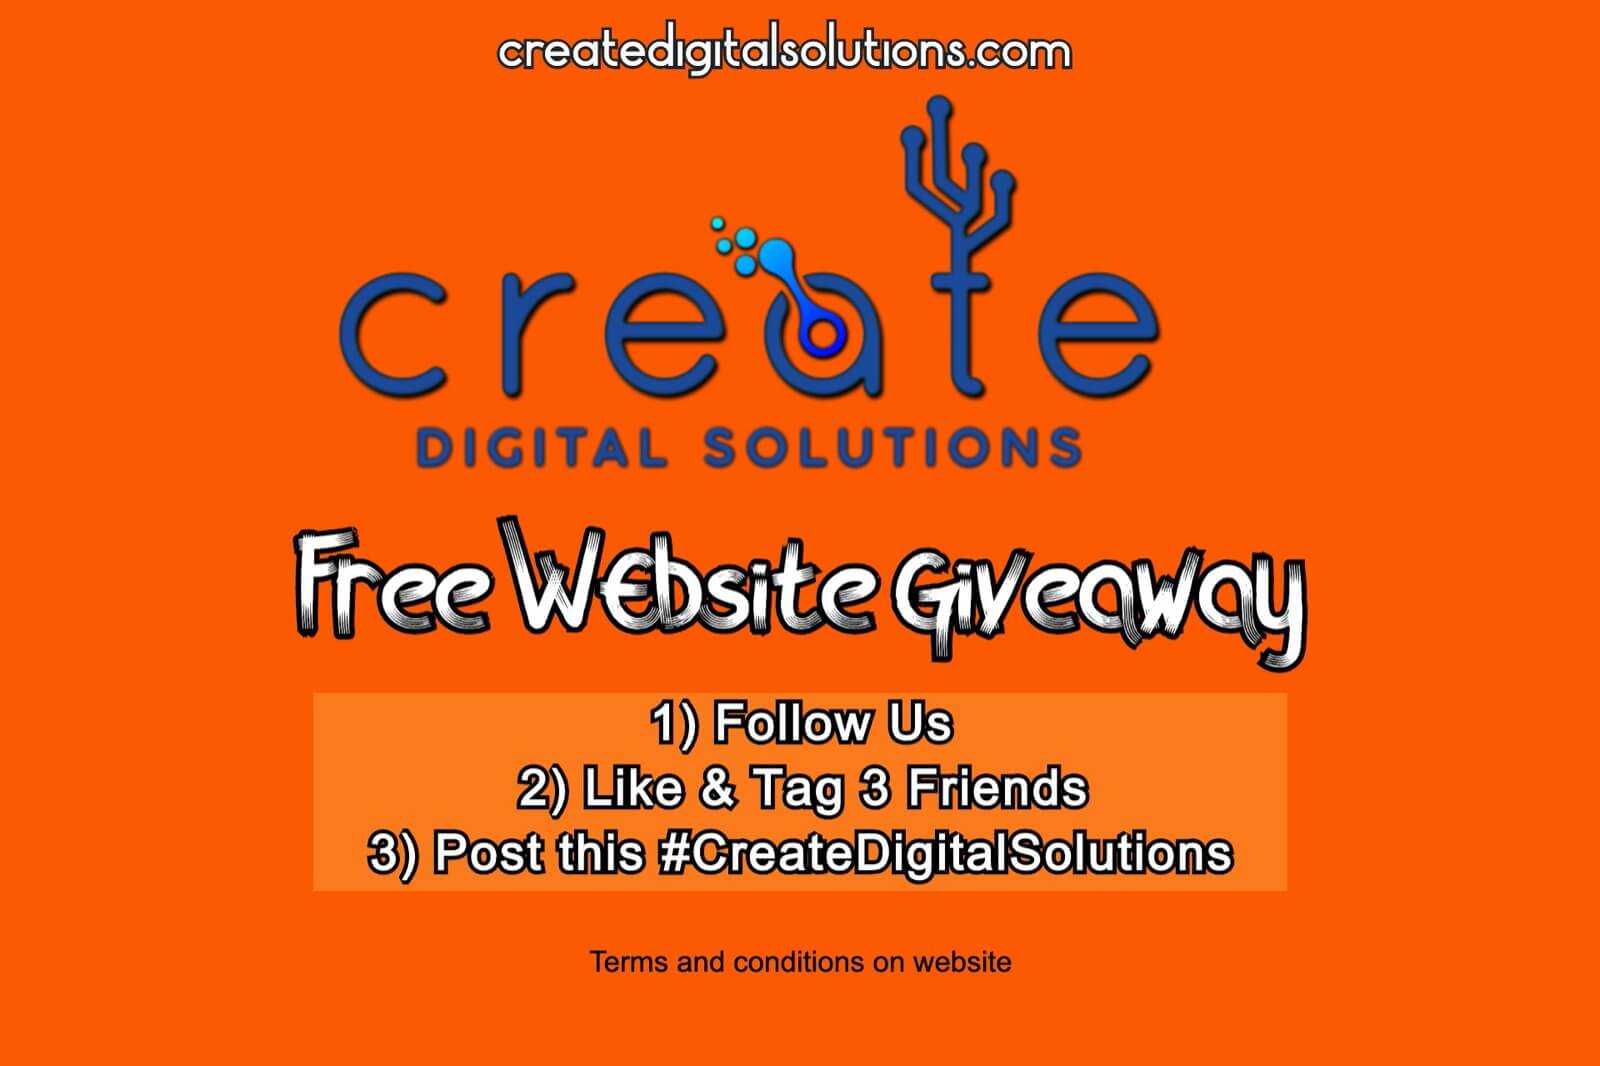 createdigitalsolutions.com
create
DIGITAL SOLUTIONS
Free Website Giveaway
1) Follow Us
2) Like & Tag 3 Friends
3) Post this #CreateDigitalSolutions
Terms and conditions on website